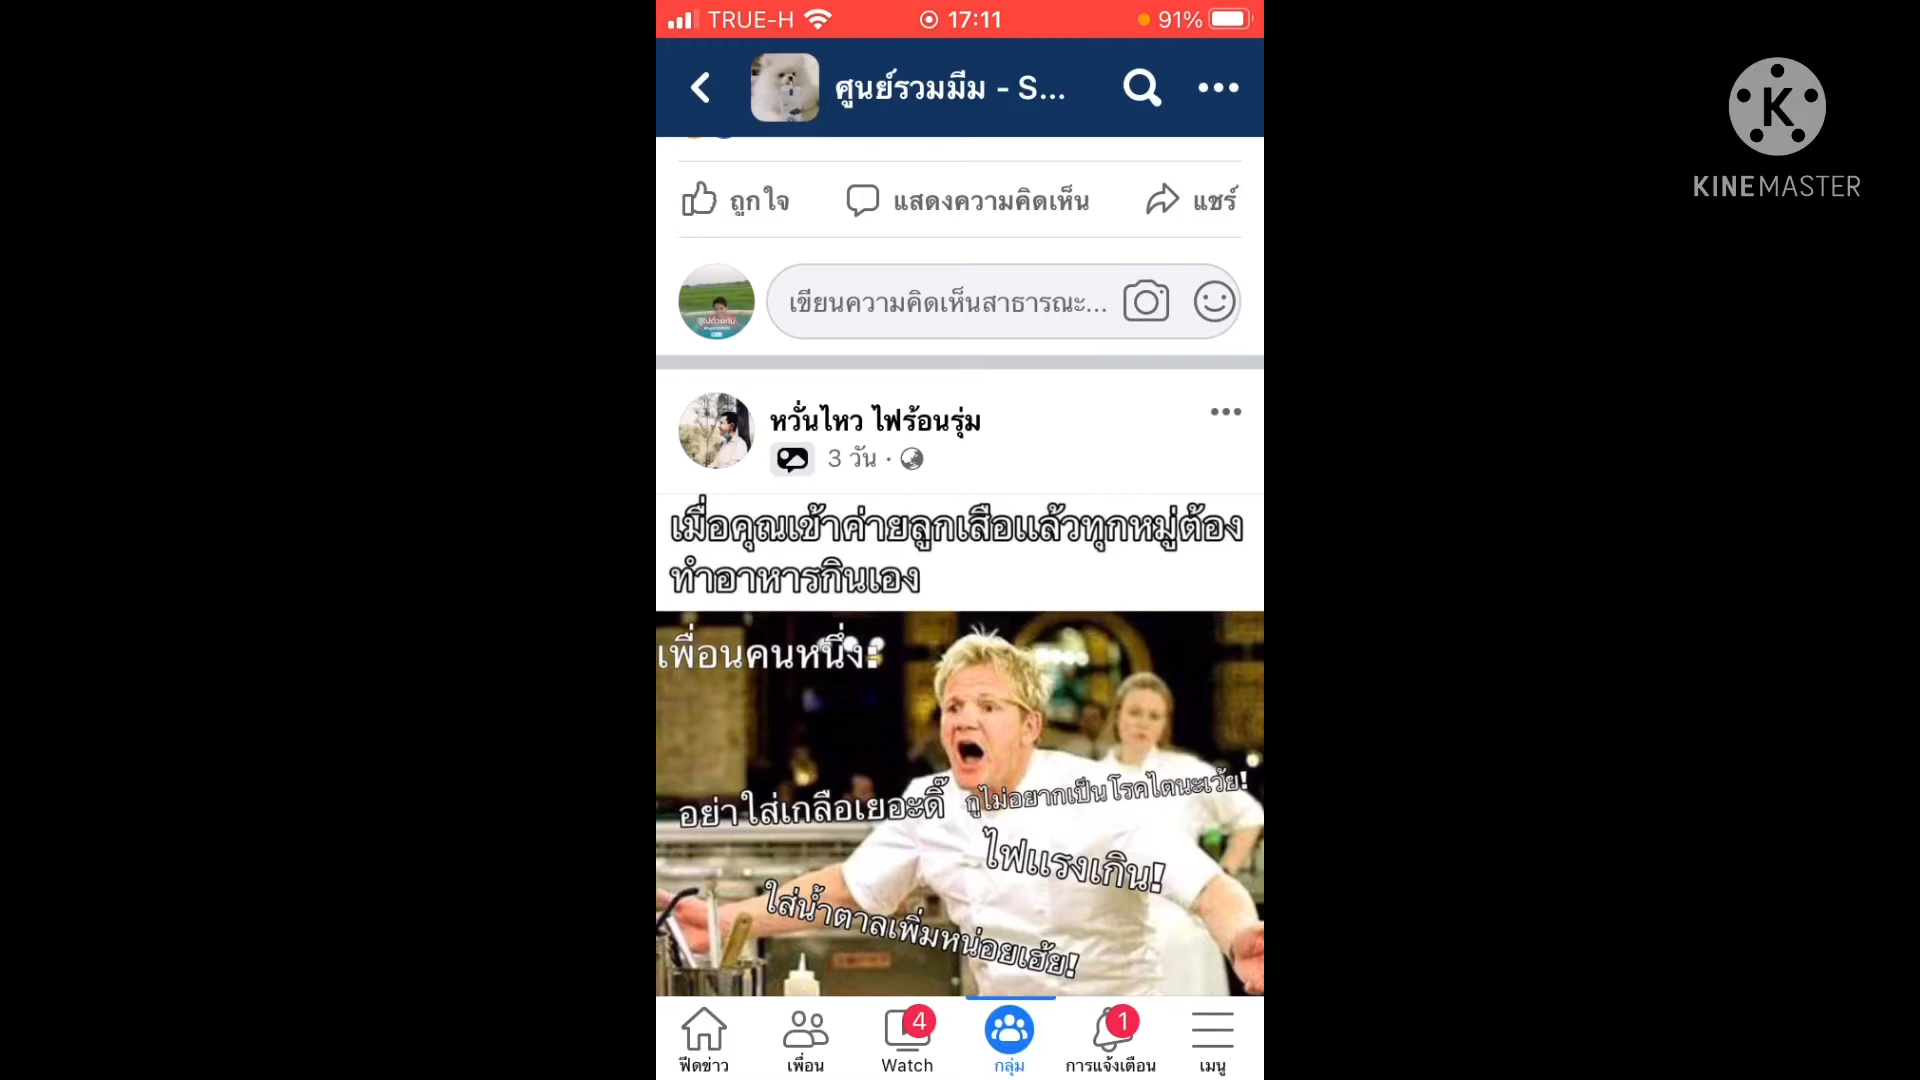 TRUE-H
17:11
91%
ศูนย์รวมมีม - S...
ถูกใจ
แสดงความคิดเห็น
แชร์
เขียนความคิดเห็นสาธารณะ...
หวั่นไหว ไฟร้อนรุ่ม
3 วัน ·
เมื่อคุณเข้าค่ายลูกเสือแล้วทุกหมู่ต้อง
ทำอาหารกินเอง
เพื่อนคนหนึ่ง:
อย่าใส่เกลือเยอะดิ๊
กูไม่อยากเป็นโรคไตนะเว้ย!
ไฟแรงเกิน!
ใส่น้ำตาลเพิ่มหน่อยเฮ้ย!
4
1
ฟีดข่าว
เพื่อน
Watch
กลุ่ม
การแจ้งเตือน
เมนู
K
KINEMASTER